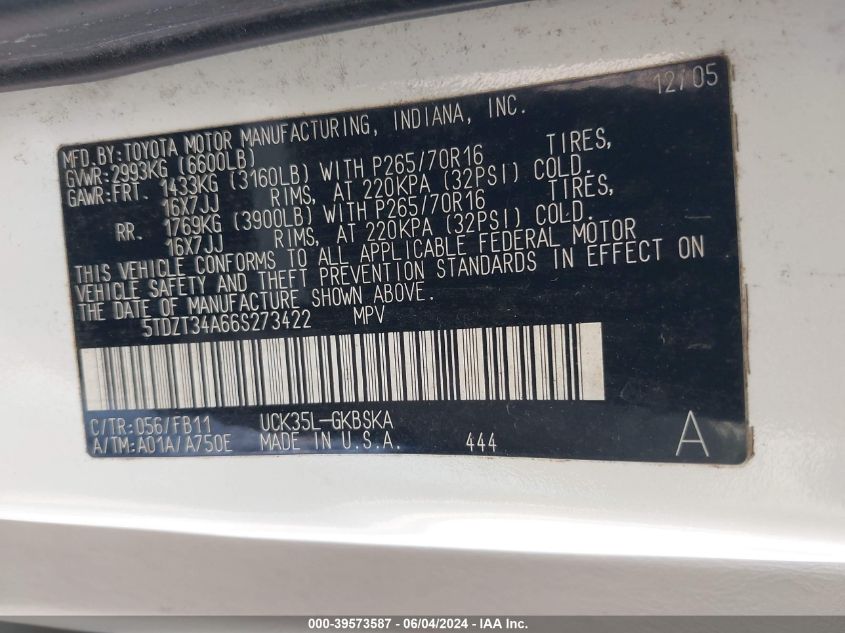 12/05
MFD.BY:TOYOTA MOTOR MANUFACTURING, INDIANA, INC.
GVWR:2993KG (6600LB)
GAWR:FRT. 1433KG (3160LB) WITH P265/70R16 TIRES,
16X7JJ RIMS, AT 220KPA (32PSI) COLD.
RR. 1769KG (3900LB) WITH P265/70R16 TIRES,
16X7JJ RIMS, AT 220KPA (32PSI) COLD.
THIS VEHICLE CONFORMS TO ALL APPLICABLE FEDERAL MOTOR
VEHICLE SAFETY AND THEFT PREVENTION STANDARDS IN EFFECT ON
THE DATE OF MANUFACTURE SHOWN ABOVE.
5TDZT34A66S273422 MPV
C/TR:056/FB11 UCK35L-GKBSKA
A/TM:A01A/A750E MADE IN U.S.A. 444 A
000-39573587 - 06/04/2024 - IAA Inc.